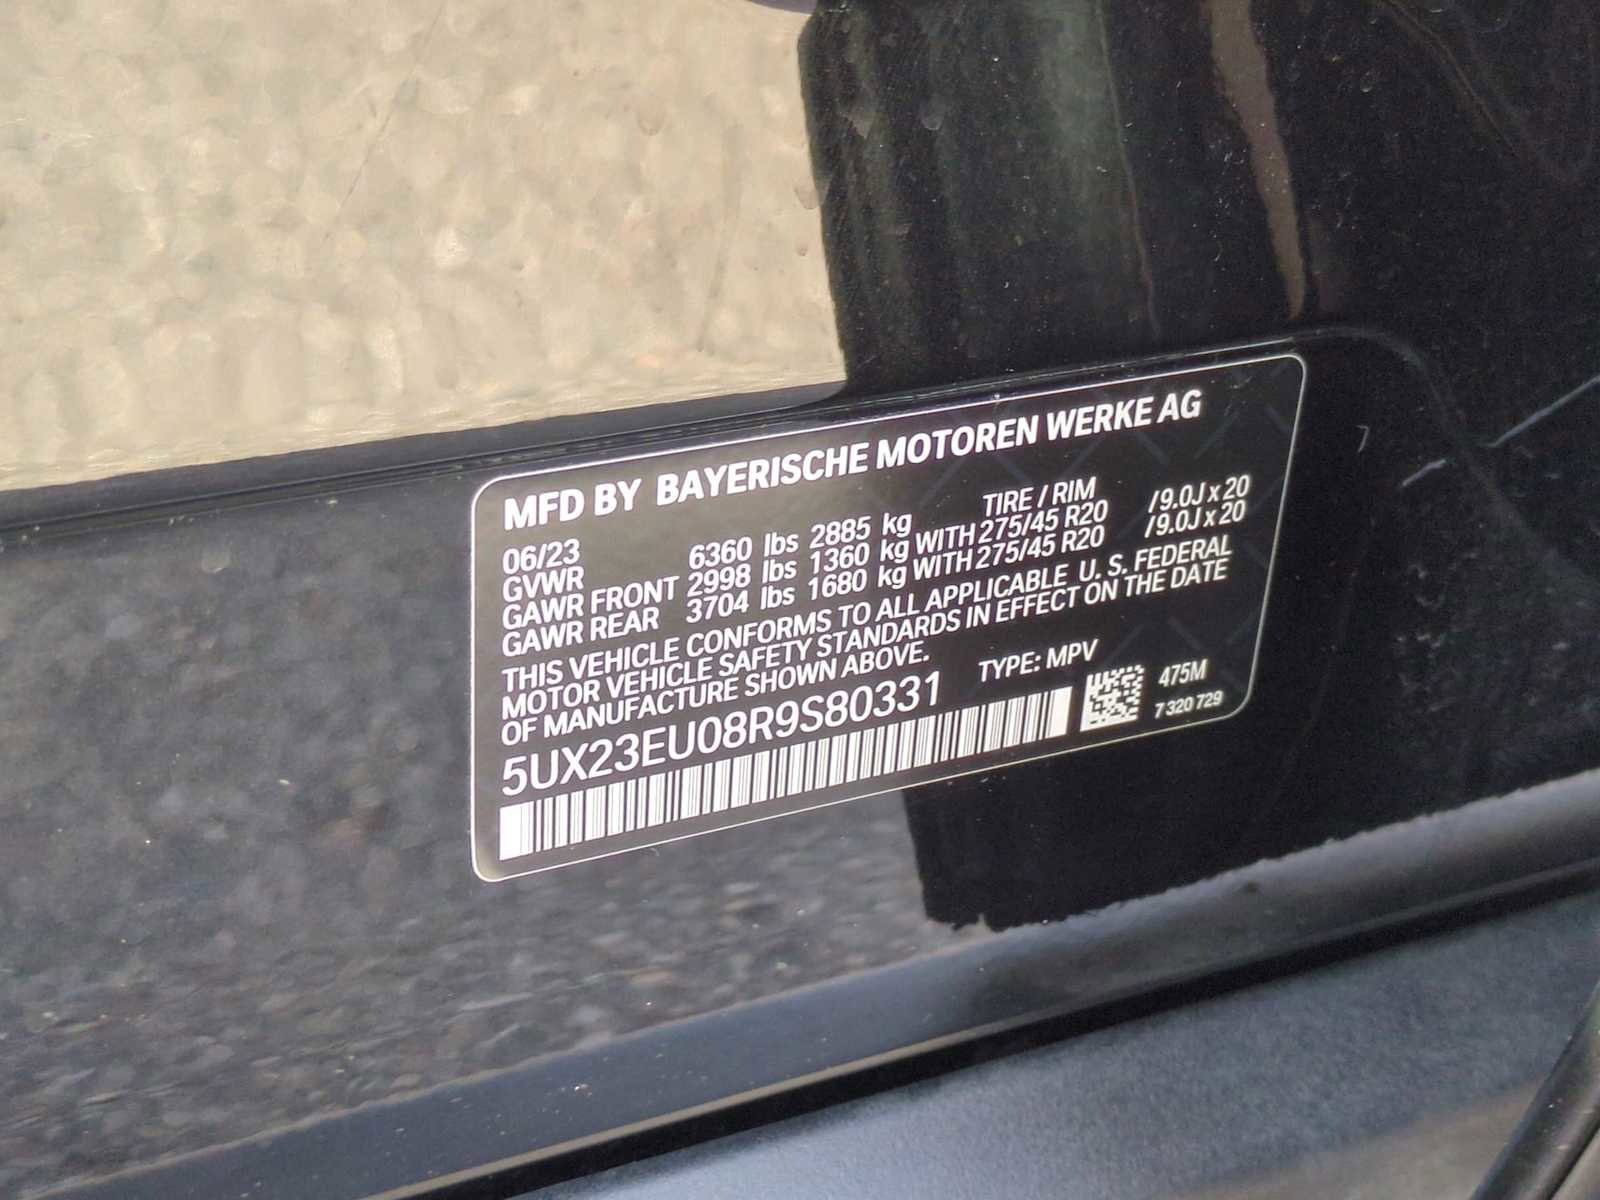 MFD BY BAYERISCHE MOTOREN WERKE AG
06/23 TIRE / RIM
GVWR 6360 lbs 2885 kg
GAWR FRONT 2998 lbs 1360 kg WITH 275/45 R20 /9.0J x 20
GAWR REAR 3704 lbs 1680 kg WITH 275/45 R20 /9.0J x 20
THIS VEHICLE CONFORMS TO ALL APPLICABLE U. S. FEDERAL
MOTOR VEHICLE SAFETY STANDARDS IN EFFECT ON THE DATE
OF MANUFACTURE SHOWN ABOVE.
TYPE: MPV
5UX23EU08R9S80331
475M
7 320 729